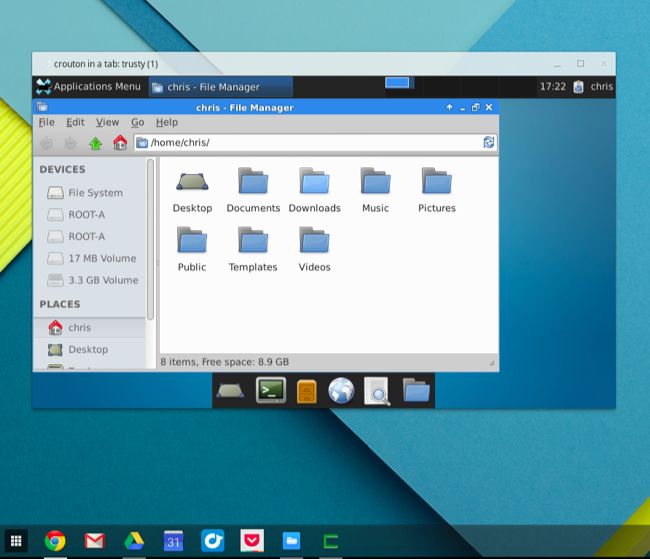 crouton in a tab: trusty (1)
Applications Menu chris - File Manager 17:22 chris
chris - File Manager
File Edit View Go Help
/home/chris/
DEVICES
File System
ROOT-A
ROOT-A
17 MB Volume
3.3 GB Volume
PLACES
chris
Desktop
Desktop Documents Downloads Music Pictures
Public Templates Videos
8 items, Free space: 8.9 GB
31